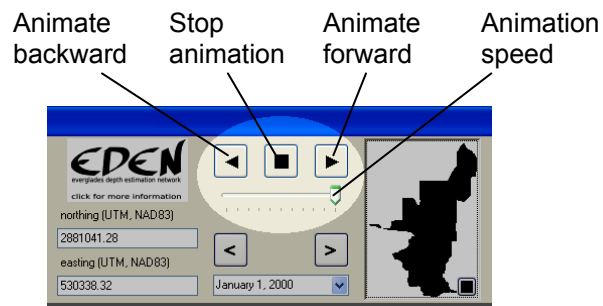 Animate
backward
Stop
animation
Animate
forward
Animation
speed
EDEN
everglades depth estimation network
click for more information
northing (UTM, NAD83)
2881041.28
easting (UTM, NAD83)
530338.32
<
>
January 1, 2000